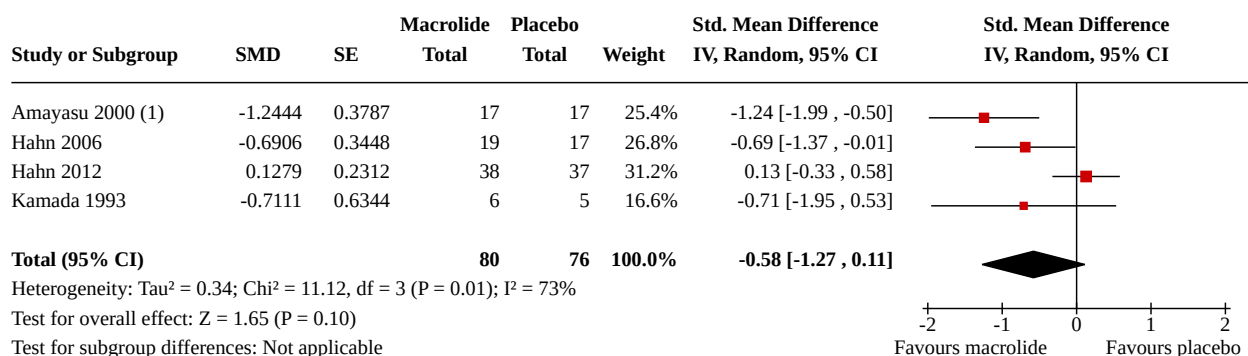 Macrolide Placebo Std. Mean Difference Std. Mean Difference
Study or Subgroup SMD SE Total Total Weight IV, Random, 95% CI IV, Random, 95% CI
Amayasu 2000 (1) -1.2444 0.3787 17 17 25.4% -1.24 [-1.99 , -0.50]
Hahn 2006 -0.6906 0.3448 19 17 26.8% -0.69 [-1.37 , -0.01]
Hahn 2012 0.1279 0.2312 38 37 31.2% 0.13 [-0.33 , 0.58]
Kamada 1993 -0.7111 0.6344 6 5 16.6% -0.71 [-1.95 , 0.53]
Total (95% CI) 80 76 100.0% -0.58 [-1.27 , 0.11]
Heterogeneity: Tau² = 0.34; Chi² = 11.12, df = 3 (P = 0.01); I² = 73%
Test for overall effect: Z = 1.65 (P = 0.10)
-2 -1 0 1 2
Test for subgroup differences: Not applicable Favours macrolide Favours placebo